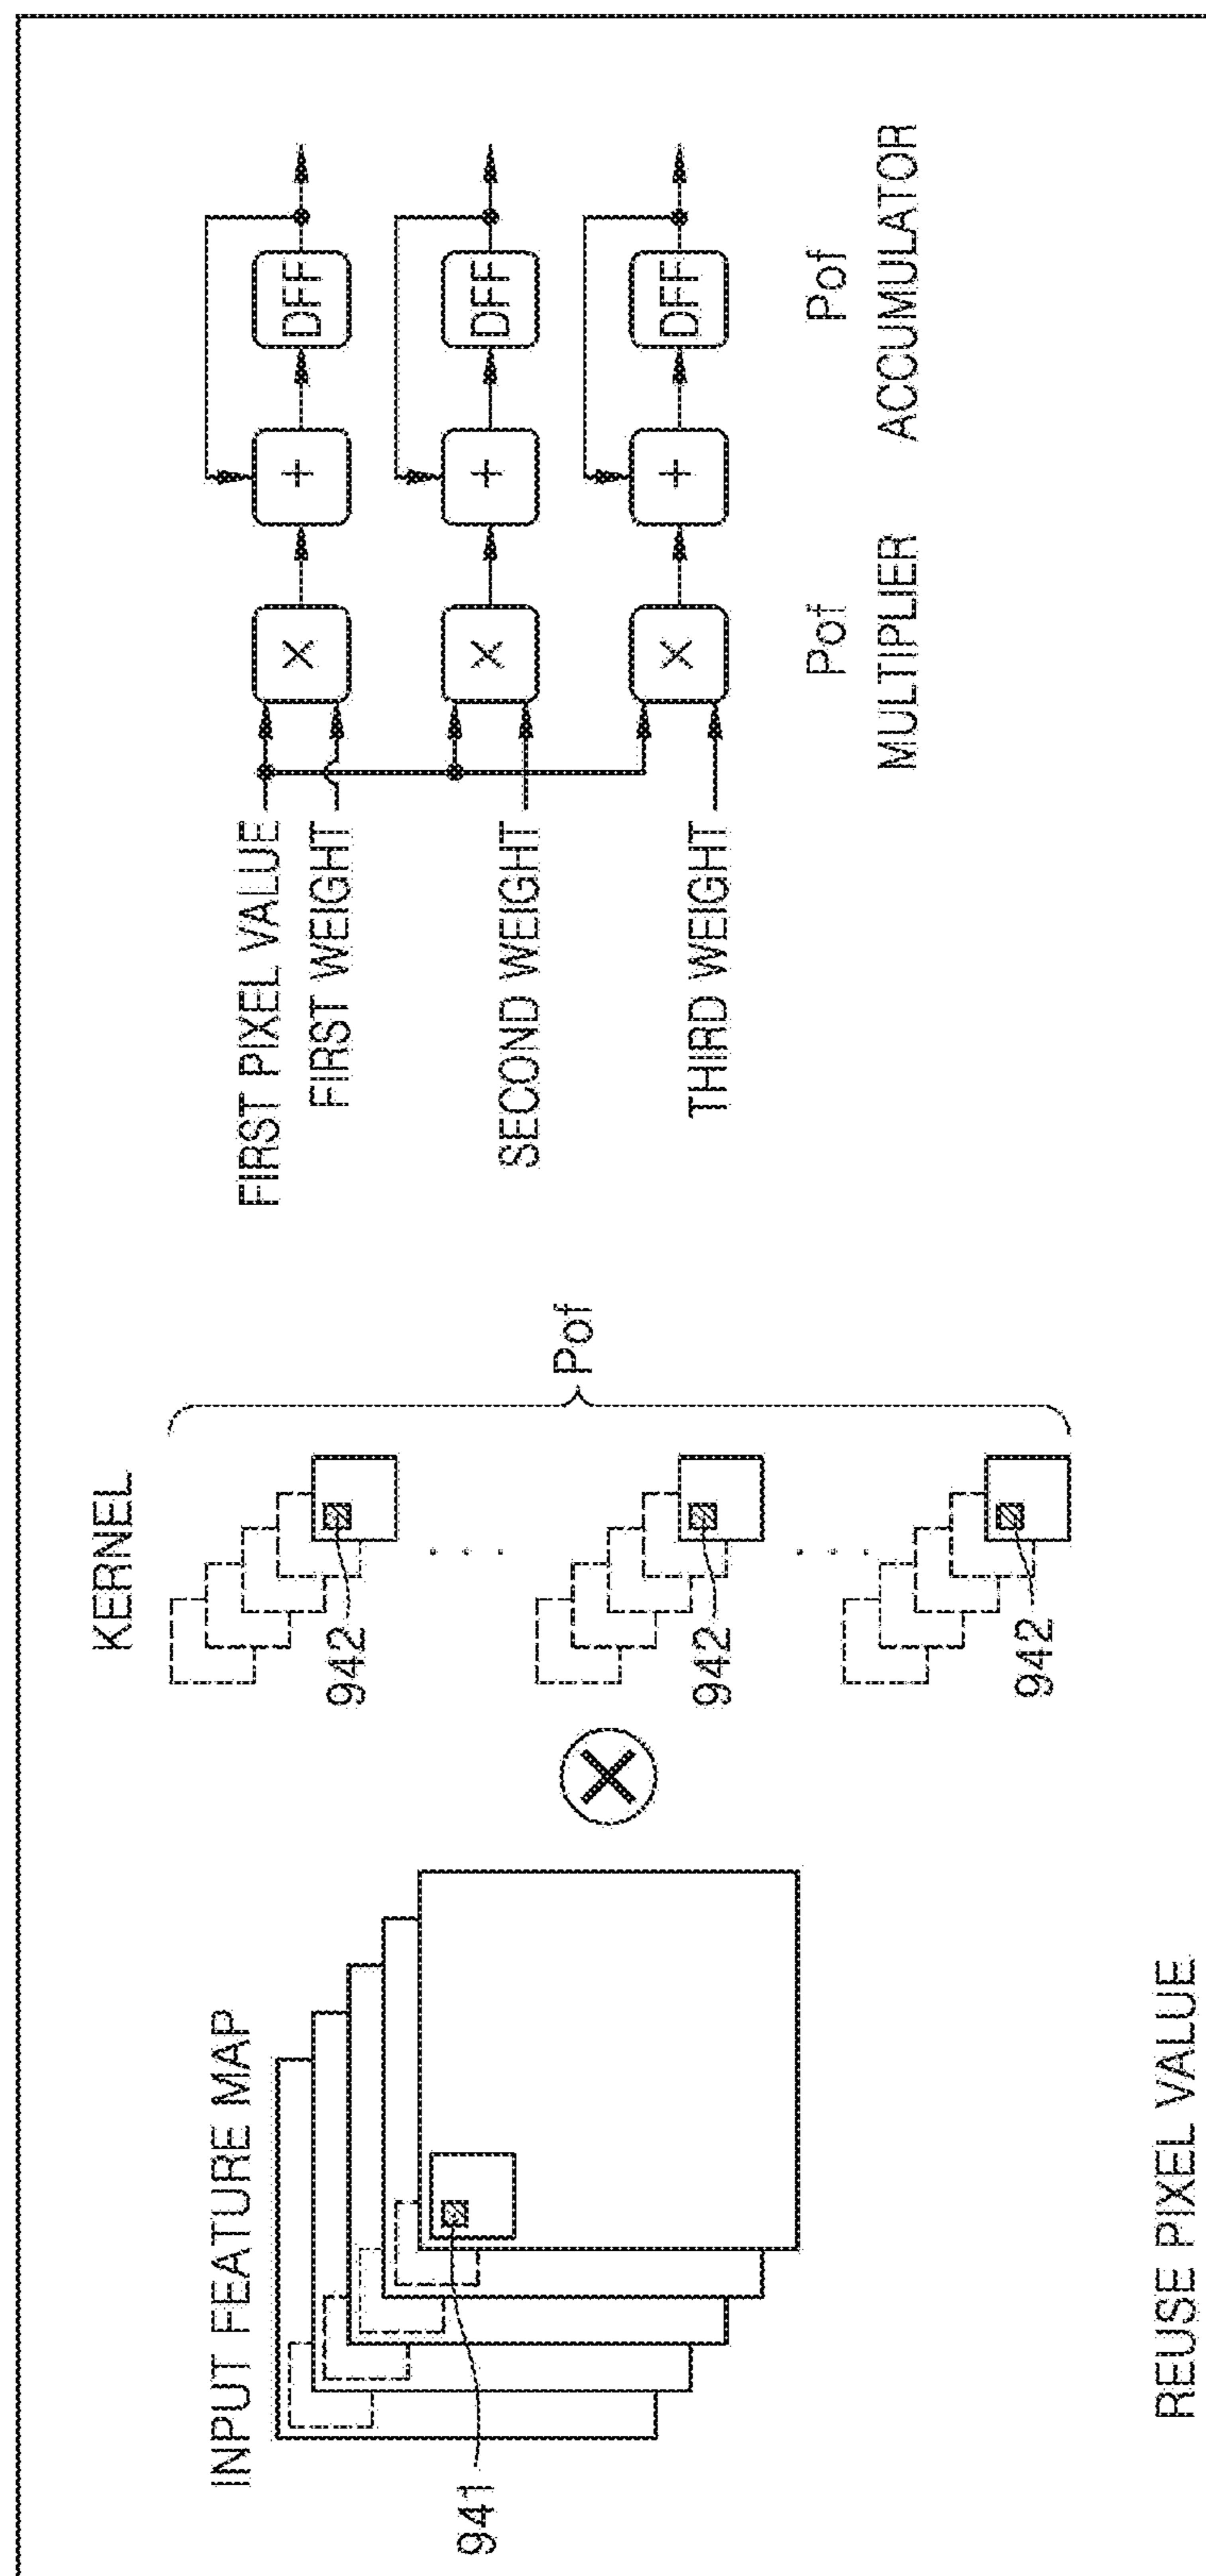 INPUT FEATURE MAP
941
KERNEL
942
942
942
Pof
FIRST PIXEL VALUE
FIRST WEIGHT
SECOND WEIGHT
THIRD WEIGHT
×
+
DFF
×
+
DFF
×
+
DFF
Pof
MULTIPLIER
Pof
ACCUMULATOR
REUSE PIXEL VALUE